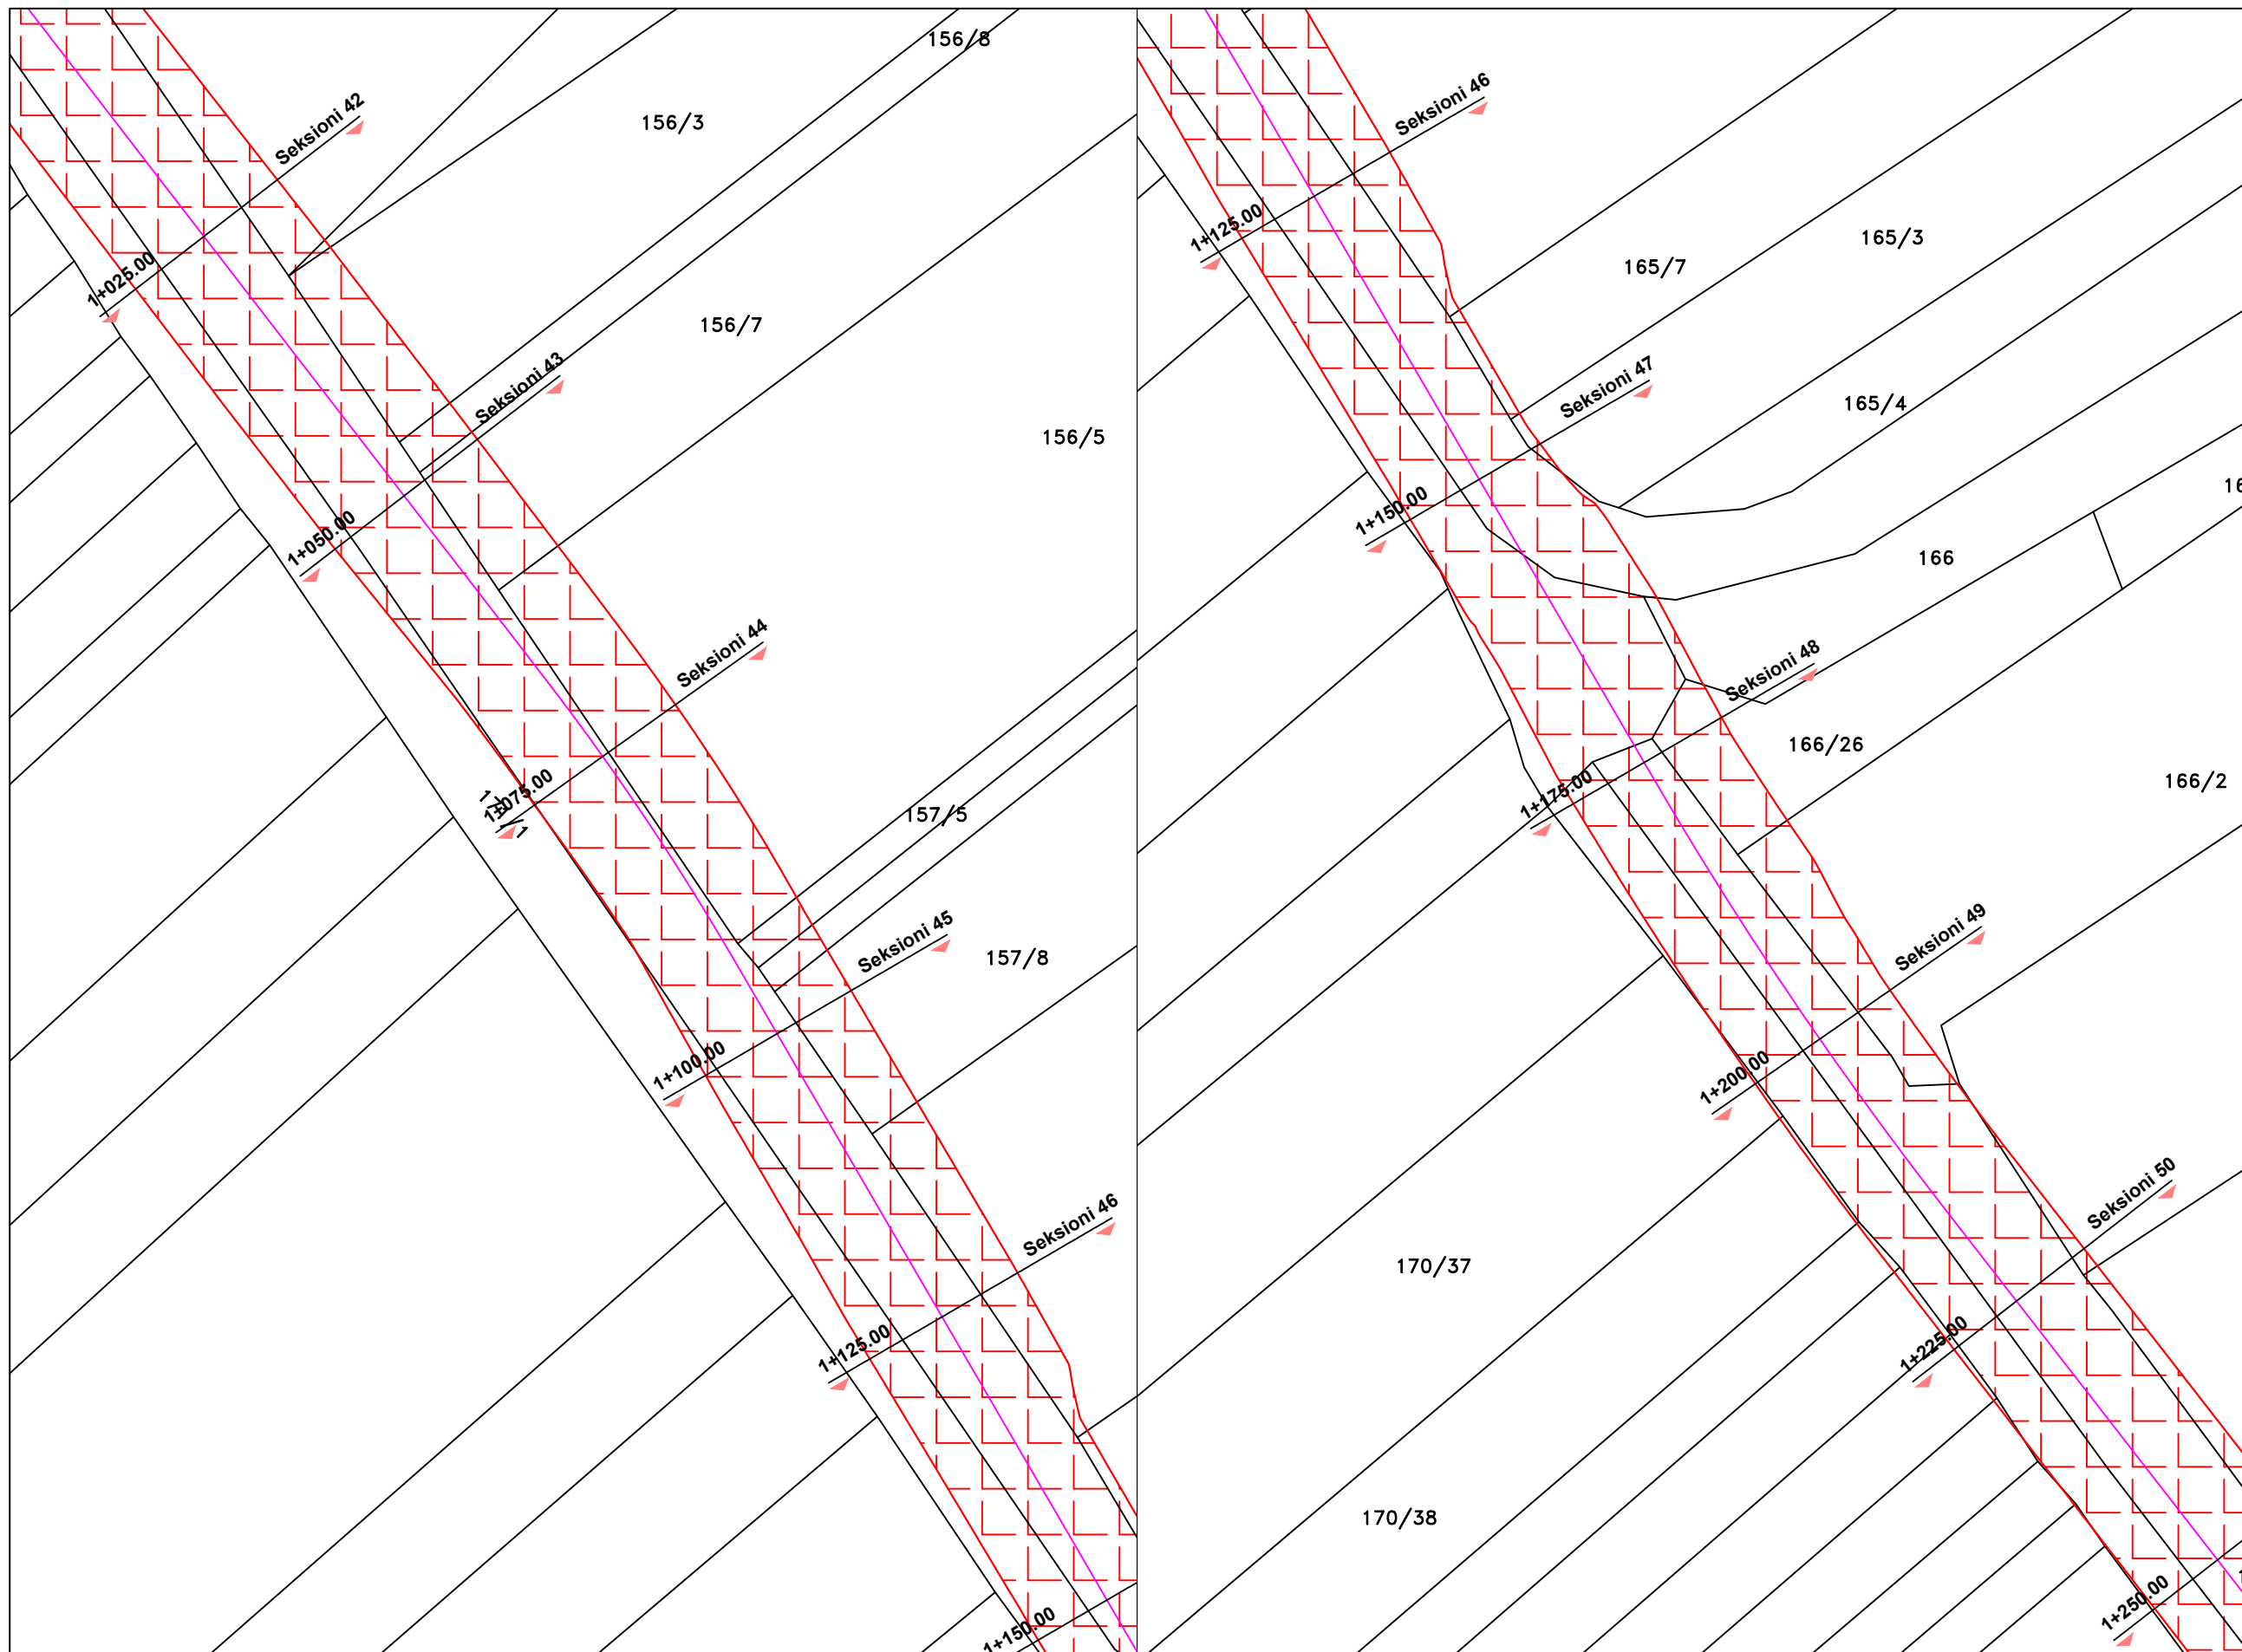 156/8
156/3
Seksioni 42
1+025.00
156/7
Seksioni 43
156/5
1+050.00
Seksioni 44
1+075.00
157/5
Seksioni 45
157/8
1+100.00
Seksioni 46
1+125.00
1+150.00
Seksioni 46
165/3
1+125.00
165/7
Seksioni 47
165/4
1+150.00
166
Seksioni 48
166/26
166/2
1+175.00
Seksioni 49
1+200.00
Seksioni 50
170/37
1+225.00
170/38
1+250.00